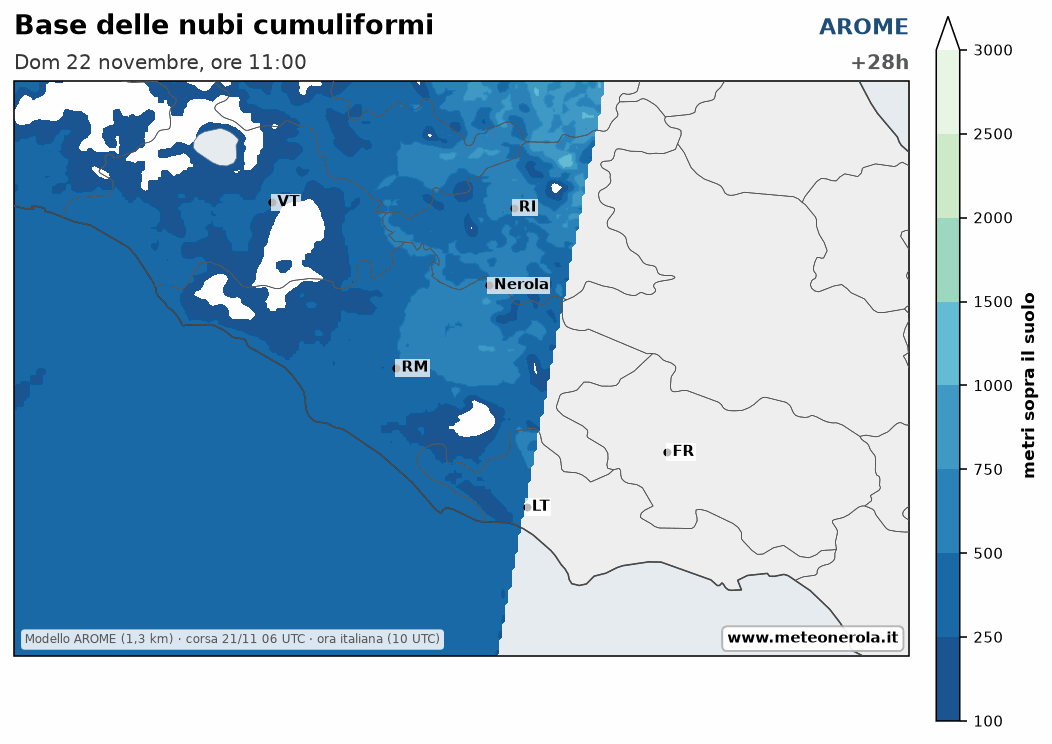 Base delle nubi cumuliformi
AROME
Dom 22 novembre, ore 11:00
+28h
VT
RI
Nerola
RM
FR
LT
Modello AROME (1,3 km) · corsa 21/11 06 UTC · ora italiana (10 UTC)
www.meteonerola.it
3000
2500
2000
1500
1000
750
500
250
100
metri sopra il suolo